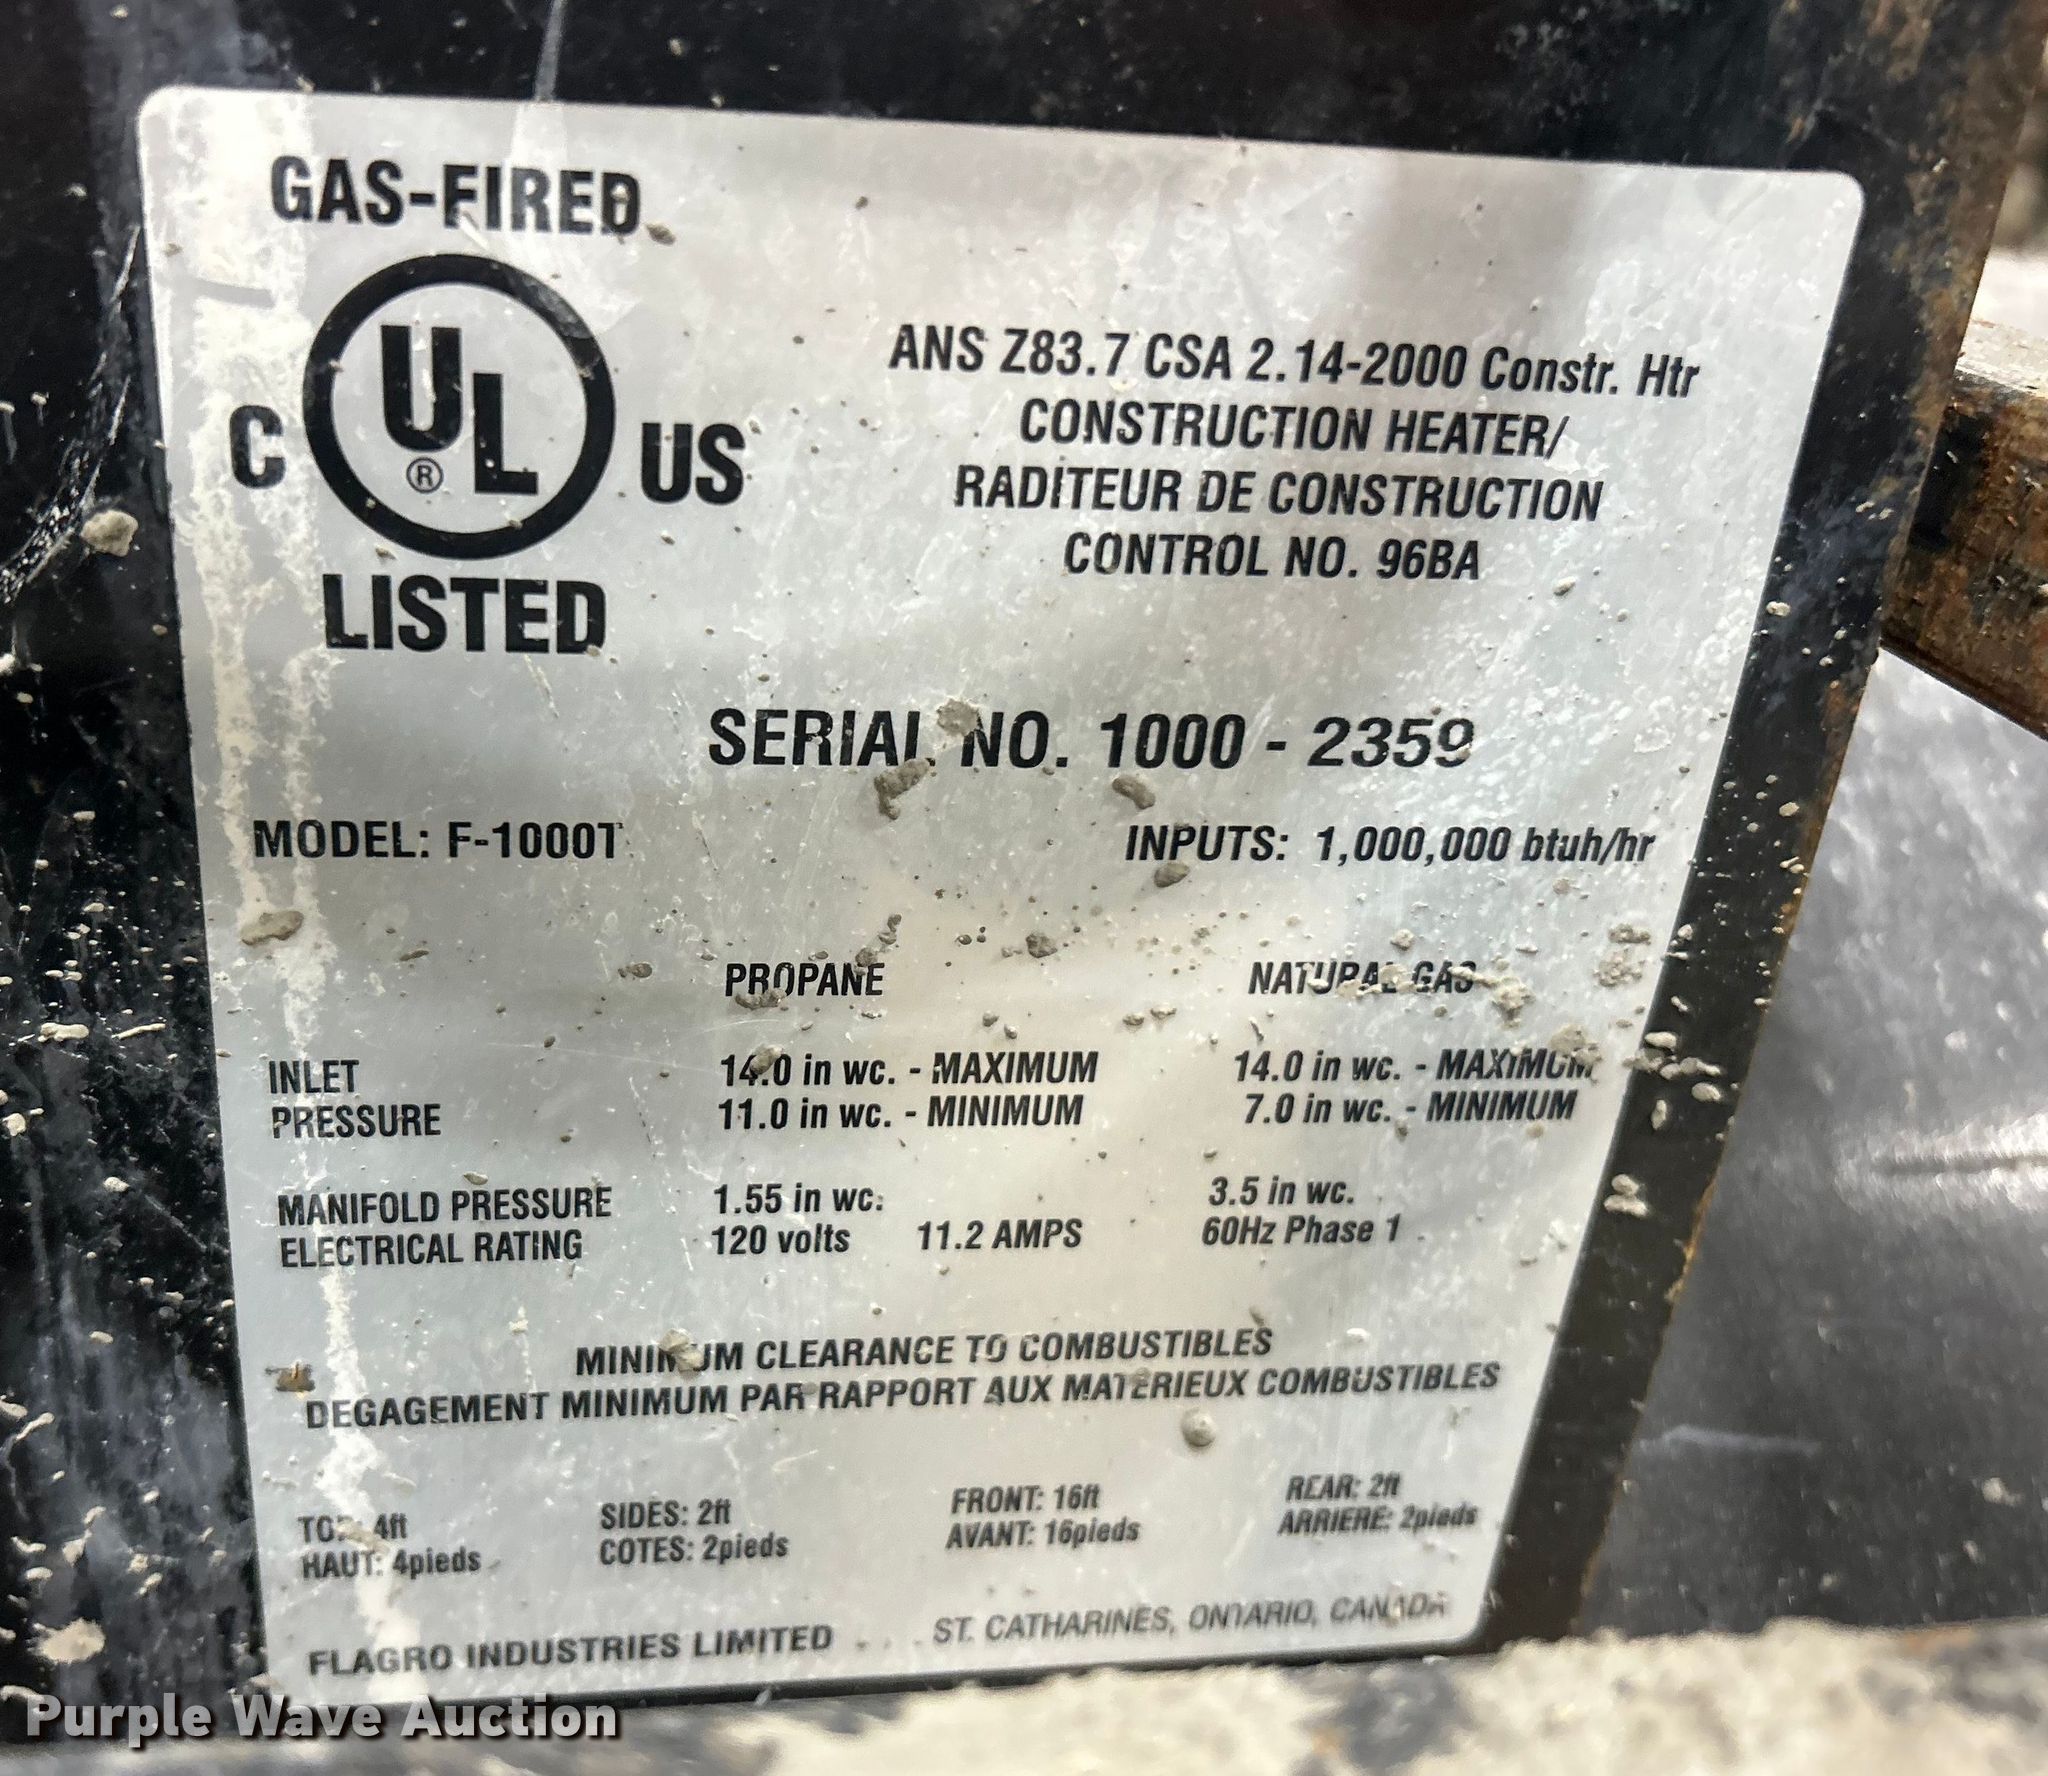 GAS-FIRED
C UL ® US
LISTED
ANS Z83.7 CSA 2.14-2000 Constr. Htr
CONSTRUCTION HEATER/
RADITEUR DE CONSTRUCTION
CONTROL NO. 96BA
SERIAL NO. 1000 - 2359
MODEL: F-1000T
INPUTS: 1,000,000 btuh/hr
PROPANE NATURAL GAS
INLET 14.0 in wc. - MAXIMUM 14.0 in wc. - MAXIMUM
PRESSURE 11.0 in wc. - MINIMUM 7.0 in wc. - MINIMUM
MANIFOLD PRESSURE 1.55 in wc. 3.5 in wc.
ELECTRICAL RATING 120 volts 11.2 AMPS 60Hz Phase 1
MINIMUM CLEARANCE TO COMBUSTIBLES
DEGAGEMENT MINIMUM PAR RAPPORT AUX MATERIEUX COMBUSTIBLES
TOP: 4ft SIDES: 2ft FRONT: 16ft REAR: 2ft
HAUT: 4pieds COTES: 2pieds AVANT: 16pieds ARRIERE: 2pieds
FLAGRO INDUSTRIES LIMITED . . . . ST. CATHARINES, ONTARIO, CANADA
Purple Wave Auction